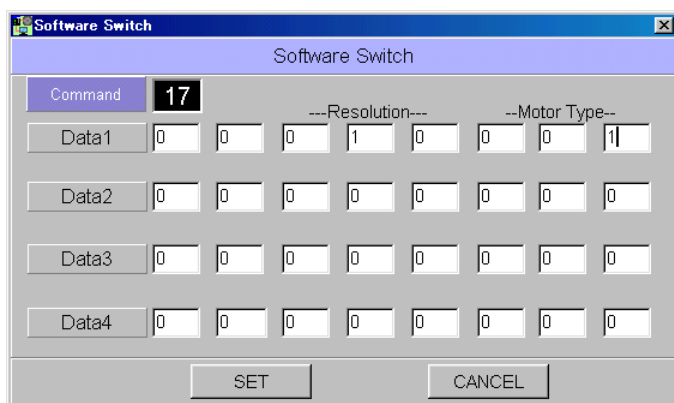 Software Switch
Software Switch
Command 17
---Resolution--- --Motor Type--
Data1 0 0 0 1 0 0 0 1
Data2 0 0 0 0 0 0 0 0
Data3 0 0 0 0 0 0 0 0
Data4 0 0 0 0 0 0 0 0
SET CANCEL